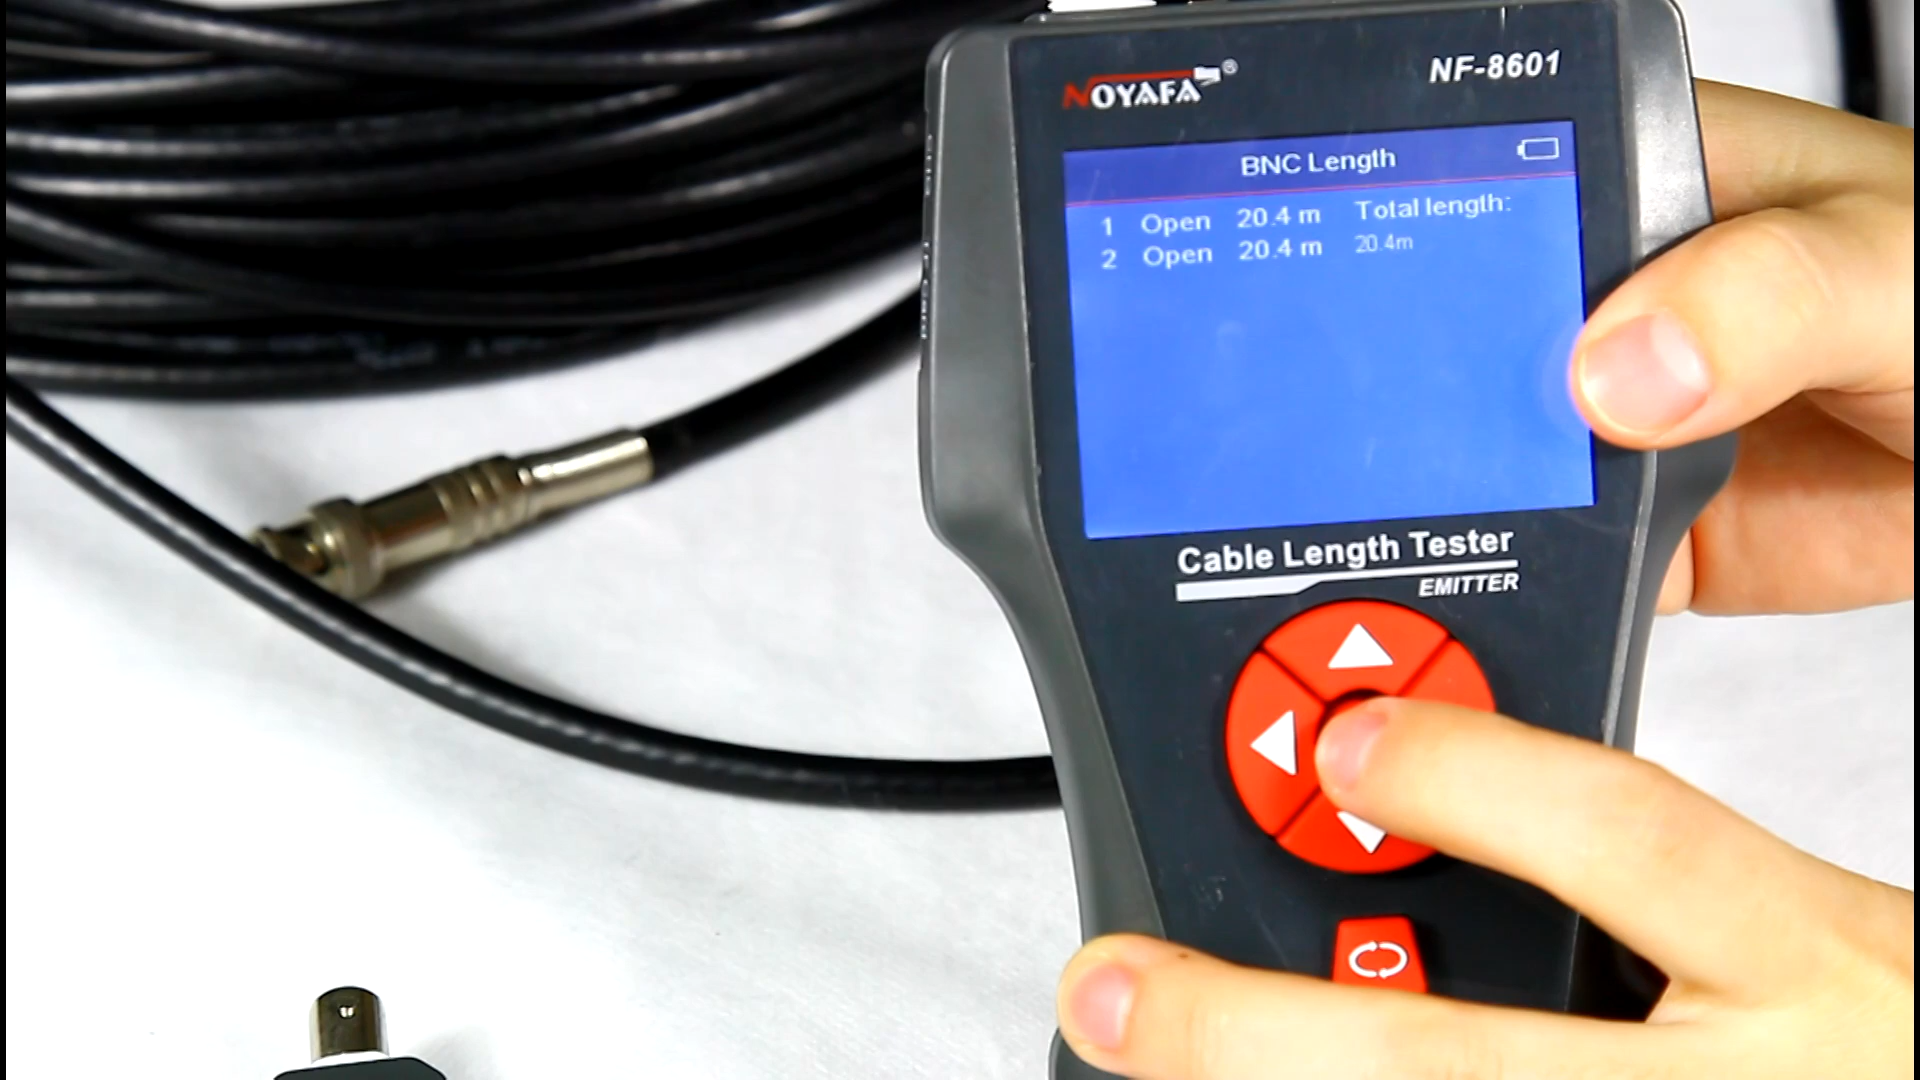 NOYAFA®
NF-8601
BNC Length
1 Open 20.4 m Total length:
2 Open 20.4 m 20.4m
Cable Length Tester
EMITTER